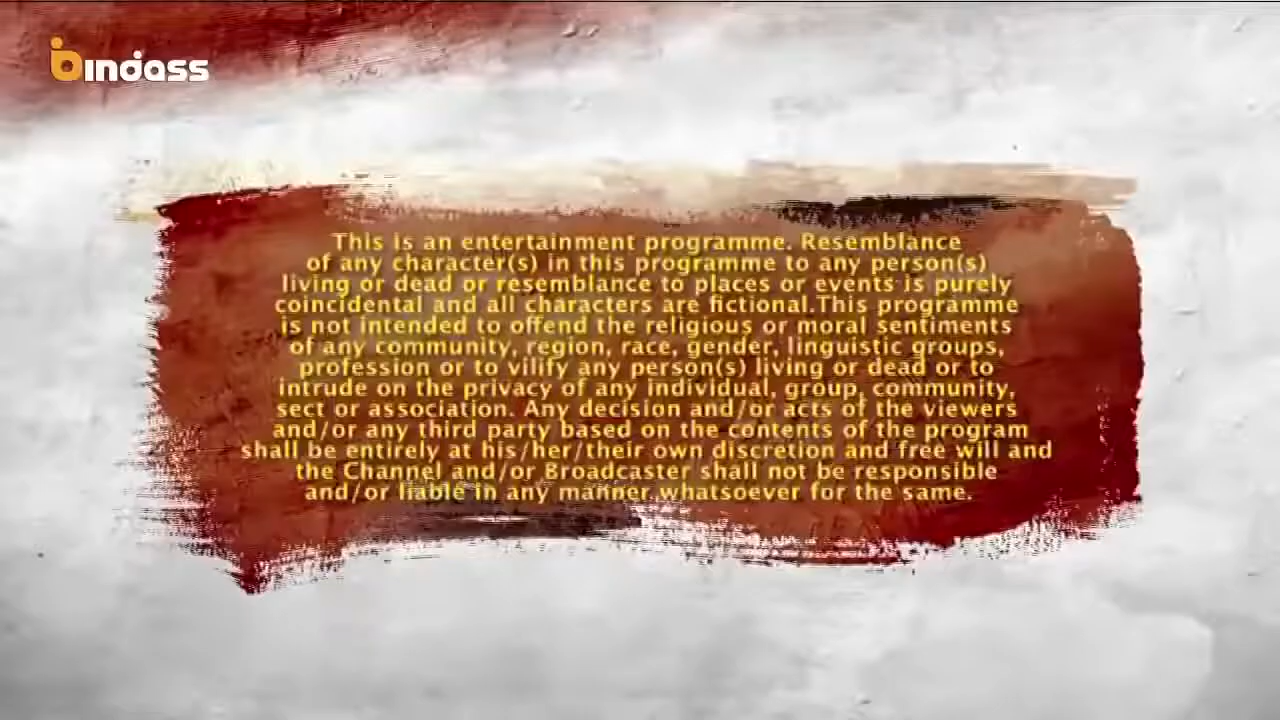 bindass
This is an entertainment programme. Resemblance
of any character(s) in this programme to any person(s)
living or dead or resemblance to places or events is purely
coincidental and all characters are fictional.This programme
is not intended to offend the religious or moral sentiments
of any community, region, race, gender, linguistic groups,
profession or to vilify any person(s) living or dead or to
intrude on the privacy of any individual, group, community,
sect or association. Any decision and/or acts of the viewers
and/or any third party based on the contents of the program
shall be entirely at his/her/their own discretion and free will and
the Channel and/or Broadcaster shall not be responsible
and/or liable in any manner whatsoever for the same.